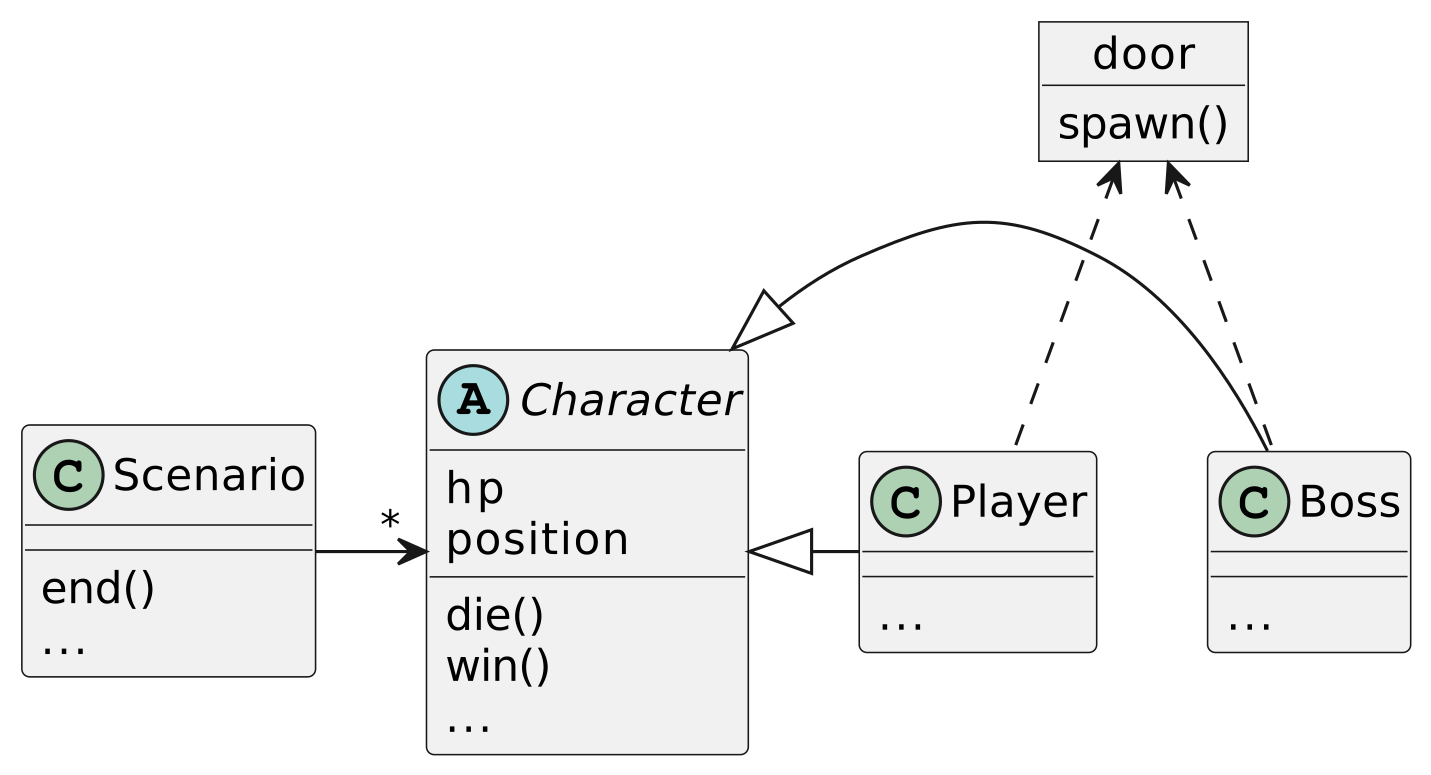 door
spawn()
A Character
hp
position
die()
win()
...
C Scenario
end()
...
*
C Player
...
C Boss
...